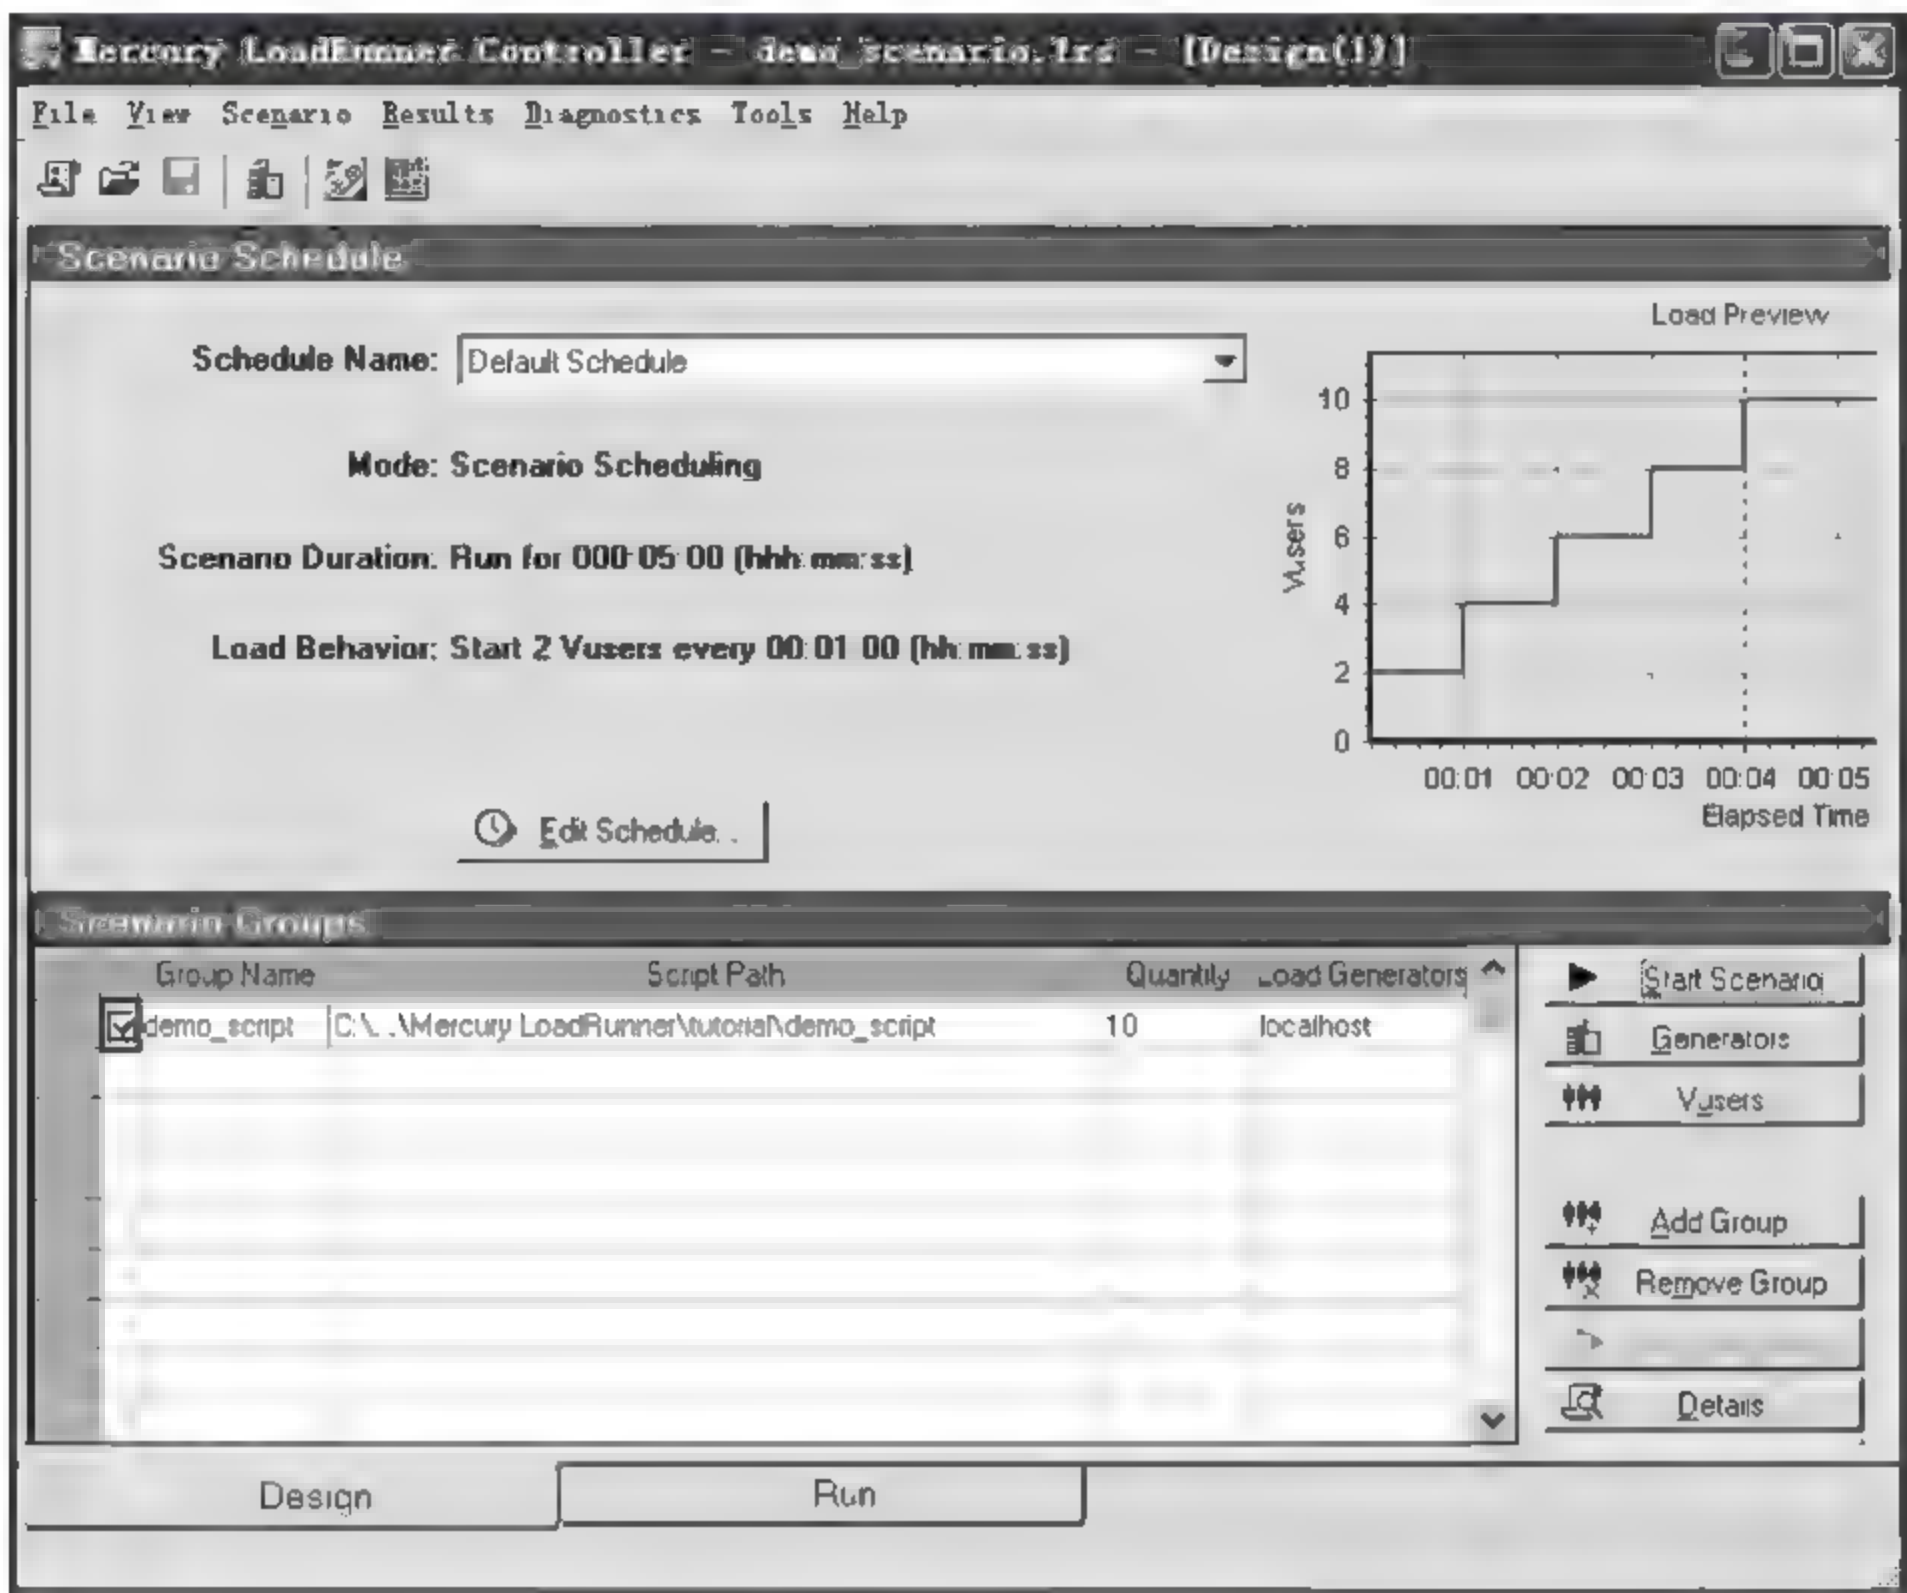 Mercury LoadRunner Controller - demo_scenario.lrs - [Design(1)]
File View Scenario Results Diagnostics Tools Help
Scenario Schedule
Load Preview
Schedule Name: Default Schedule
Mode: Scenario Scheduling
Scenario Duration: Run for 000:05:00 (hhh:mm:ss)
Load Behavior: Start 2 Vusers every 00:01:00 (hh:mm:ss)
Vusers
10
8
6
4
2
0
00:01 00:02 00:03 00:04 00:05
Elapsed Time
Edit Schedule...
Scenario Groups
Group Name Script Path Quantity Load Generators
demo_script C:\...\Mercury LoadRunner\tutorial\demo_script 10 localhost
Start Scenario
Generators
Vusers
Add Group
Remove Group
Details
Design Run